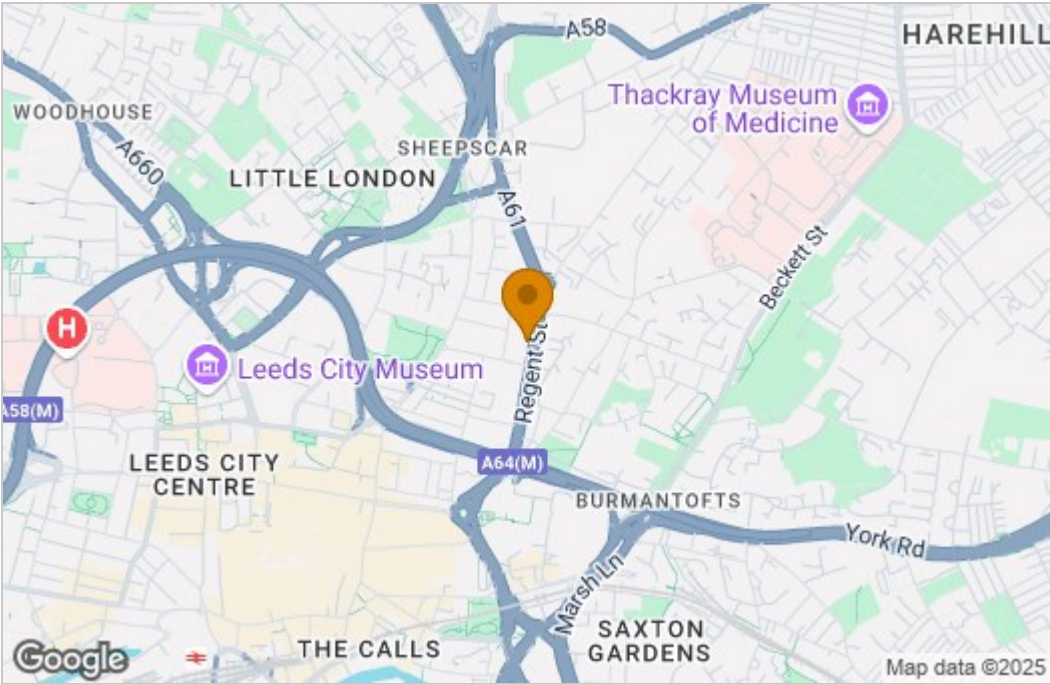 A58
HAREHILL
Thackray Museum
of Medicine
WOODHOUSE
A660
SHEEPSCAR
LITTLE LONDON
A61
Beckett St
H
Leeds City Museum
Regent St
A58(M)
LEEDS CITY
CENTRE
A64(M)
BURMANTOFTS
York Rd
Marsh Ln
SAXTON
GARDENS
THE CALLS
Google
Map data ©2025